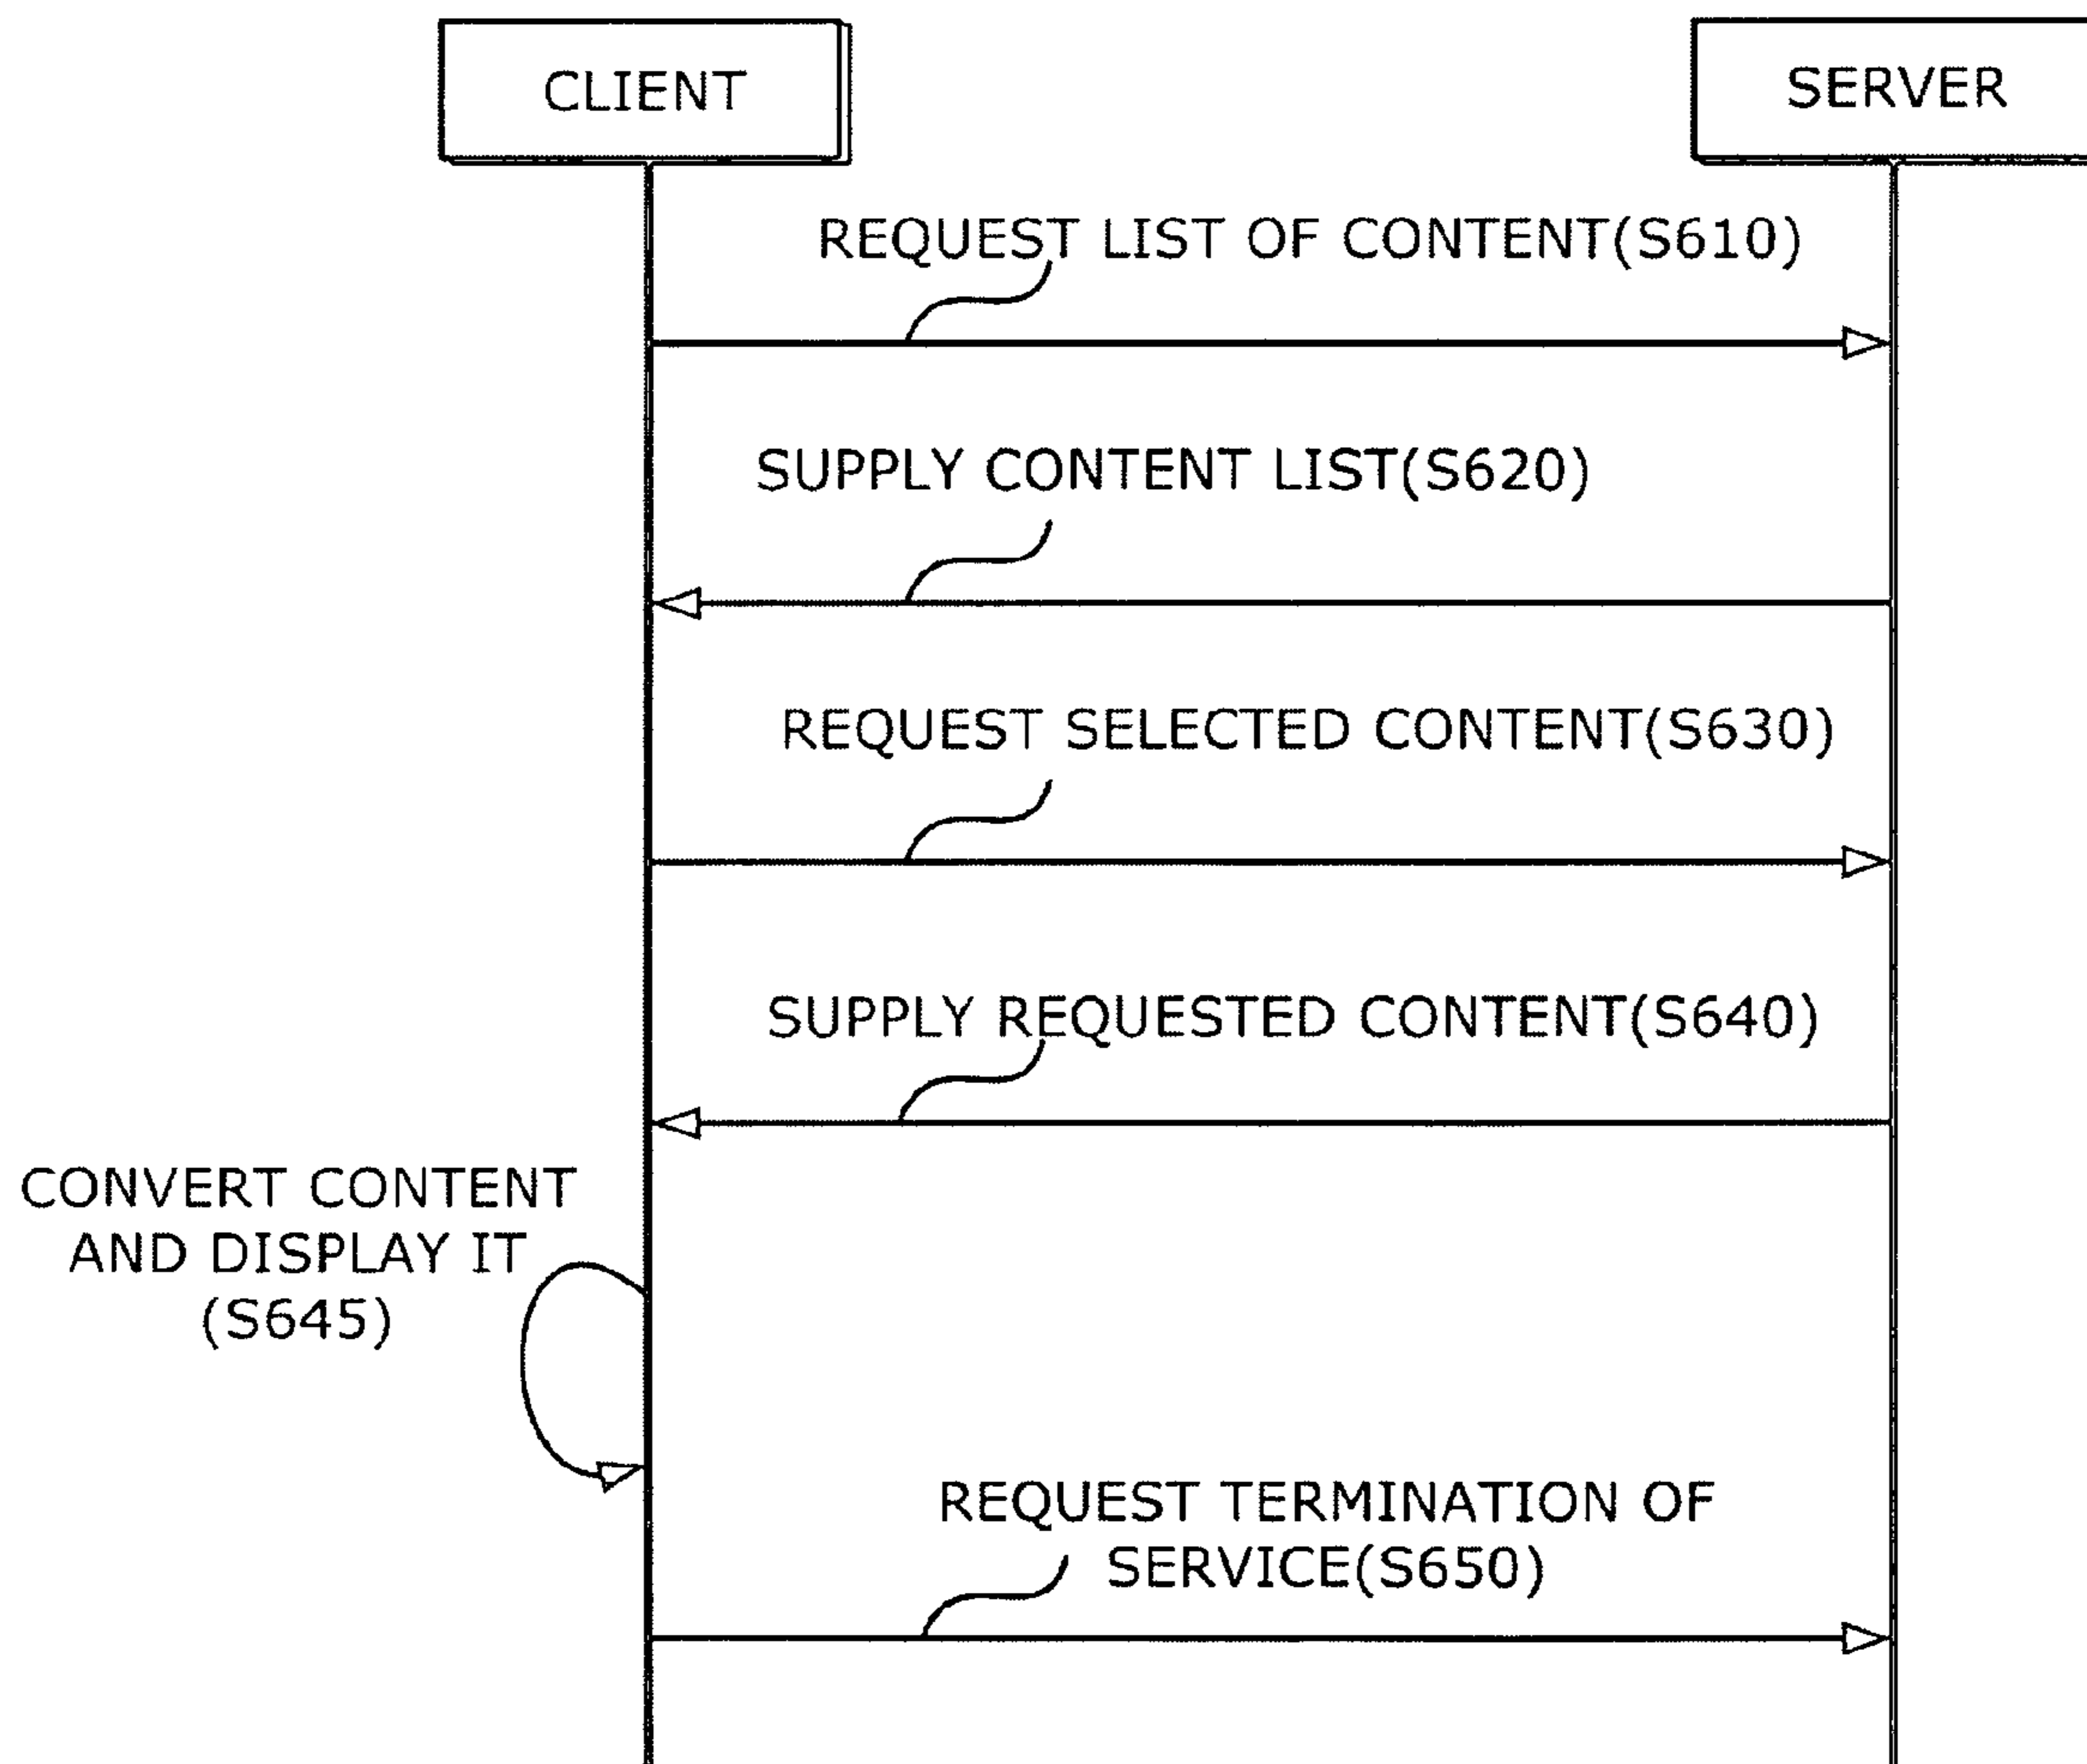 CLIENT
SERVER
REQUEST LIST OF CONTENT(S610)
SUPPLY CONTENT LIST(S620)
REQUEST SELECTED CONTENT(S630)
SUPPLY REQUESTED CONTENT(S640)
CONVERT CONTENT
AND DISPLAY IT
(S645)
REQUEST TERMINATION OF
SERVICE(S650)